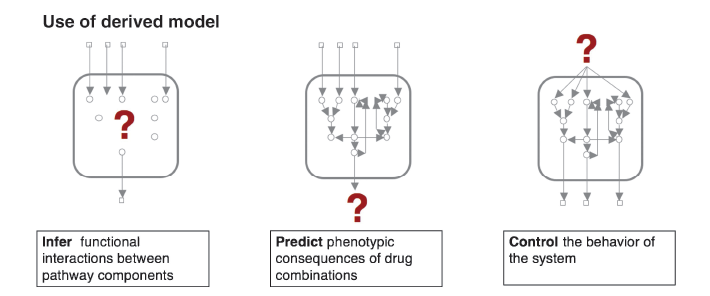 Use of derived model
?
?
?
Infer functional
interactions between
pathway components
Predict phenotypic
consequences of drug
combinations
Control the behavior of
the system